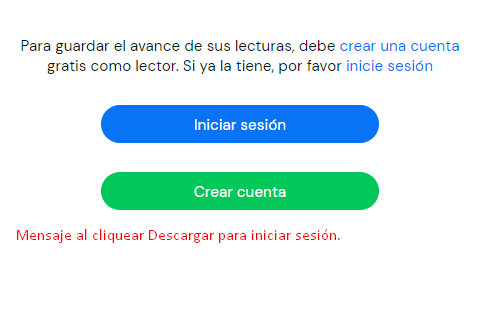 Para guardar el avance de sus lecturas, debe crear una cuenta
gratis como lector. Si ya la tiene, por favor inicie sesión
Iniciar sesión
Crear cuenta
Mensaje al cliquear Descargar para iniciar sesión.